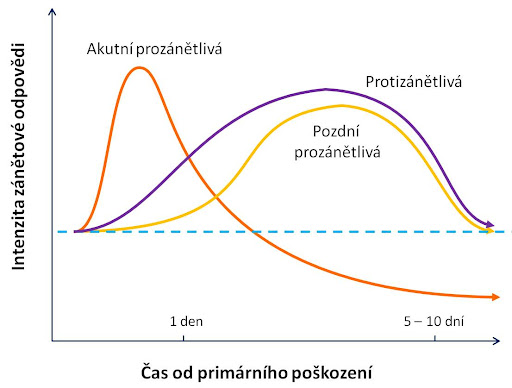 Intenzita zánětové odpovědi
Akutní prozánětlivá
Protizánětlivá
Pozdní
prozánětlivá
1 den
5 – 10 dní
Čas od primárního poškození